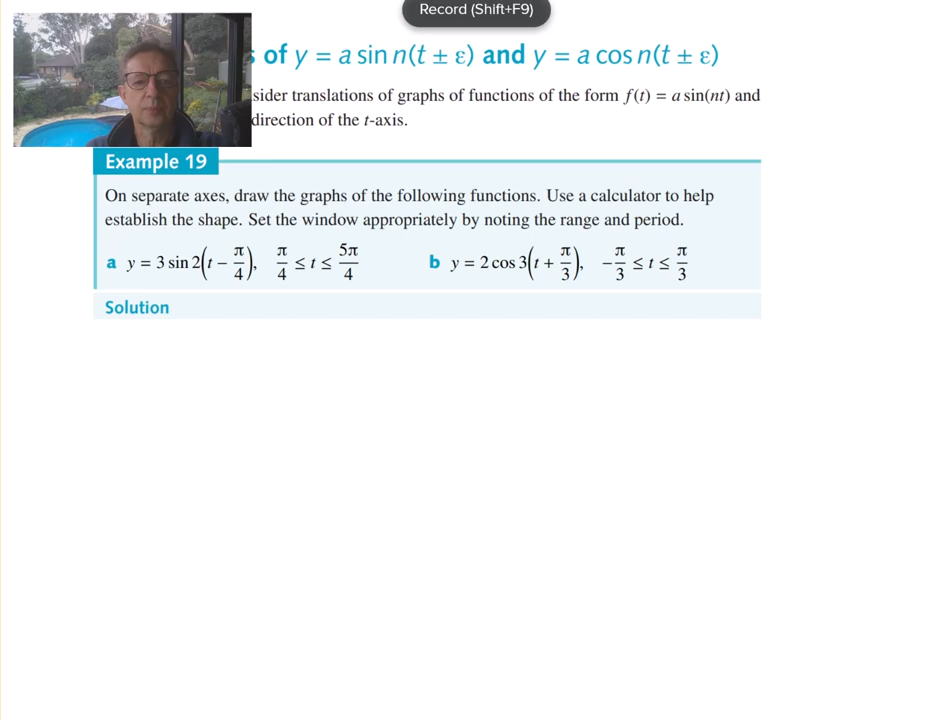 Record (Shift+F9)
of y = a sin n(t ± ε) and y = a cos n(t ± ε)
sider translations of graphs of functions of the form f(t) = a sin(nt) and
direction of the t-axis.
Example 19
On separate axes, draw the graphs of the following functions. Use a calculator to help
establish the shape. Set the window appropriately by noting the range and period.
a y = 3 sin 2(t − π/4), π/4 ≤ t ≤ 5π/4 b y = 2 cos 3(t + π/3), −π/3 ≤ t ≤ π/3
Solution